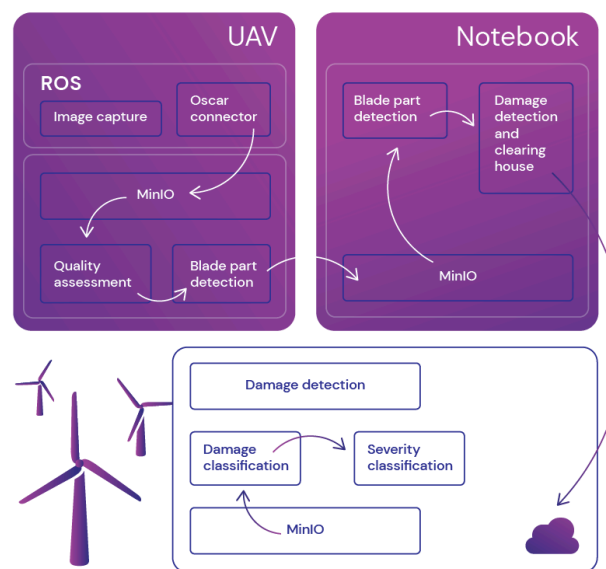 UAV
ROS
Image capture
Oscar
connector
MinIO
Quality
assessment
Blade part
detection
Notebook
Blade part
detection
Damage
detection
and
clearing
house
MinIO
Damage detection
Damage
classification
Severity
classification
MinIO